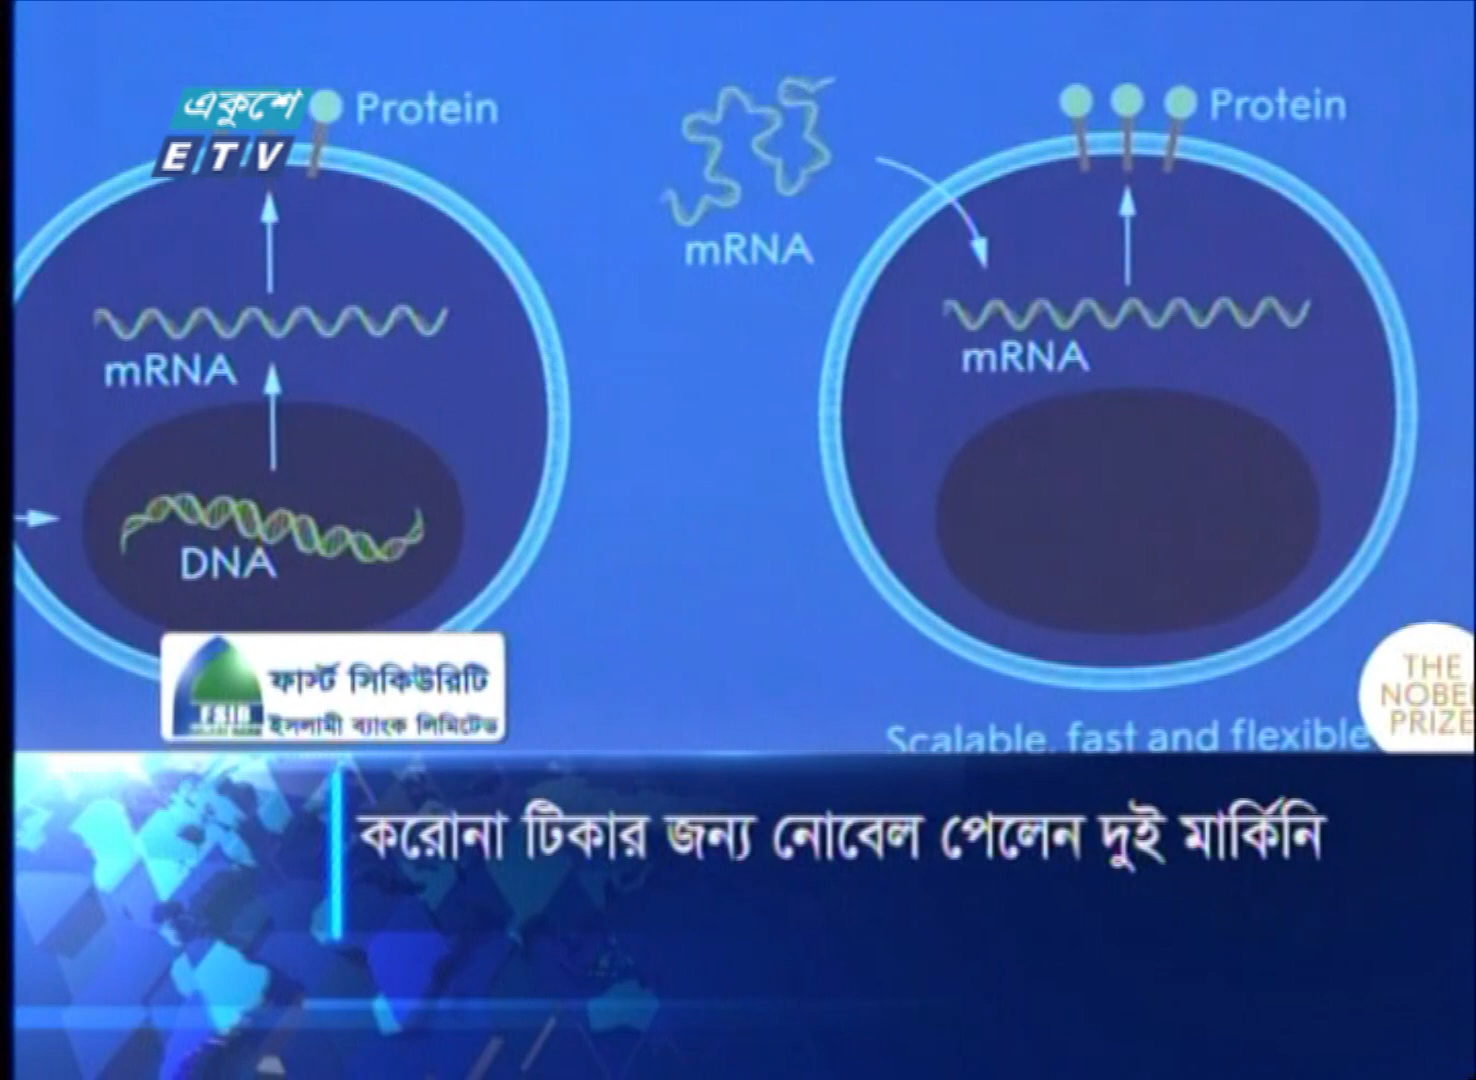 একুশে
ETV
Protein
mRNA
DNA
mRNA
Protein
mRNA
THE
NOBEL
PRIZE
Scalable, fast and flexible
FSIB
ফার্স্ট সিকিউরিটি
ইসলামী ব্যাংক লিমিটেড
করোনা টিকার জন্য নোবেল পেলেন দুই মার্কিনি